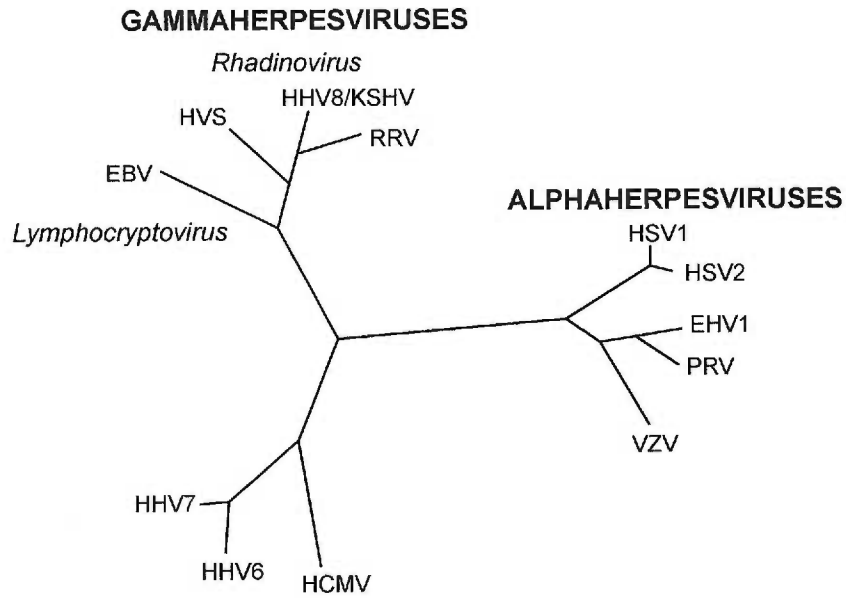 GAMMAHERPESVIRUSES
Rhadinovirus
HHV8/KSHV
HVS
RRV
EBV
Lymphocryptovirus
ALPHAHERPESVIRUSES
HSV1
HSV2
EHV1
PRV
VZV
HHV7
HHV6
HCMV